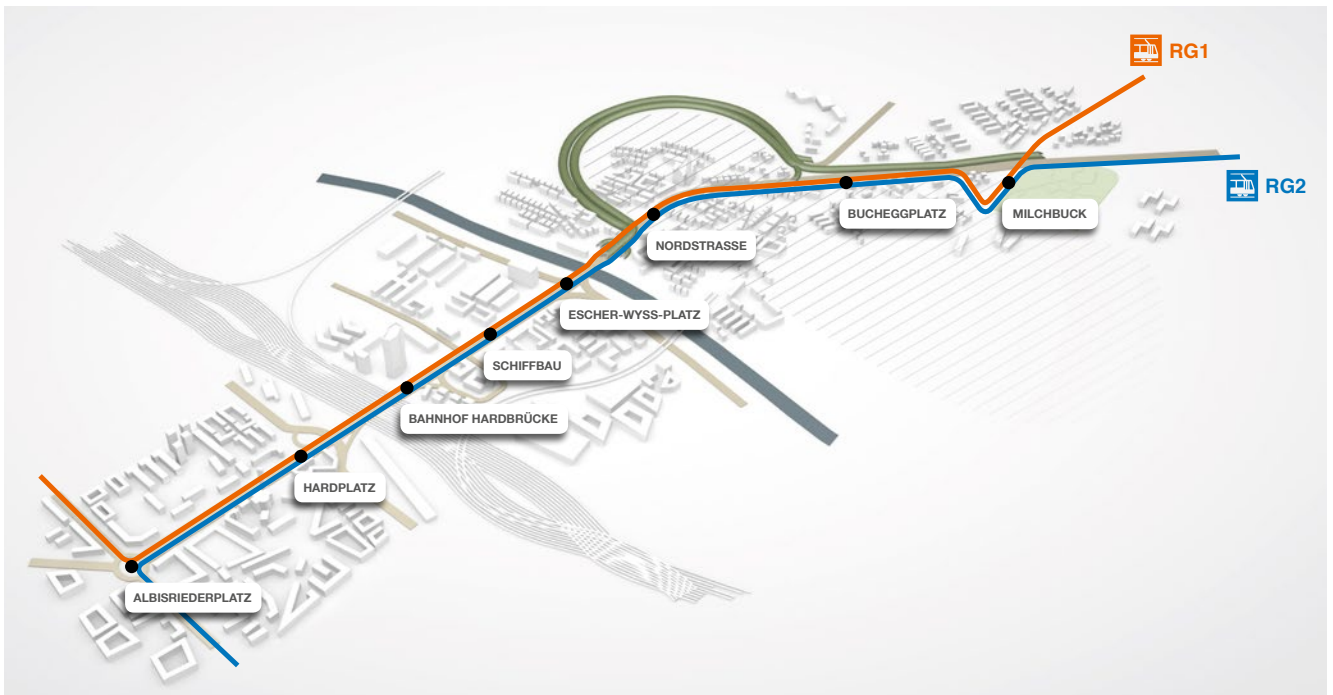 RG1
RG2
BUCHEGGPLATZ
MILCHBUCK
NORDSTRASSE
ESCHER-WYSS-PLATZ
SCHIFFBAU
BAHNHOF HARDBRÜCKE
HARDPLATZ
ALBISRIEDERPLATZ